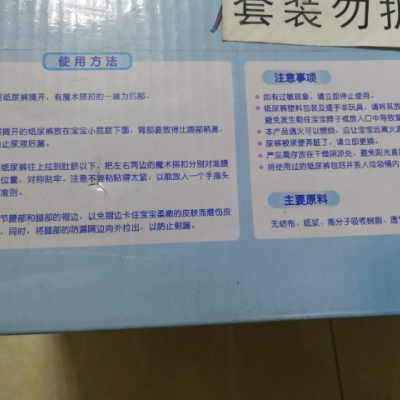 套装勿拆
使用方法
纸尿裤摊开，有魔术搭扣的一端为后部。
摊开的纸尿裤放在宝宝小屁屁下面，背部要放得比腹部稍高，
止尿液后漏。
纸尿裤往上拉到肚脐以下，把左右两边的魔术搭扣分别对准腰
位置，对称贴牢。注意不要粘贴得太紧，以能放入一个手指头
准则。
节腰部和腿部的褶边，以免褶边卡住宝宝柔嫩的皮肤而磨伤皮
，同时，将腿部的防漏隔边向外拉出，以防止侧漏。
注意事项
如有过敏现象，请立即停止使用。
纸尿裤塑料包装及提手非玩具，请将其放
避免发生勒住宝宝脖子或放入口中导致窒
本产品遇火可以燃烧，应让宝宝远离火源
尿裤被尿便弄脏了，请立即更换。
产品需存放在干燥阴凉处，避免阳光直
将使用过的纸尿裤包好并丢入垃圾桶内
主要原料
无纺布，纸浆，高分子吸收树脂，透